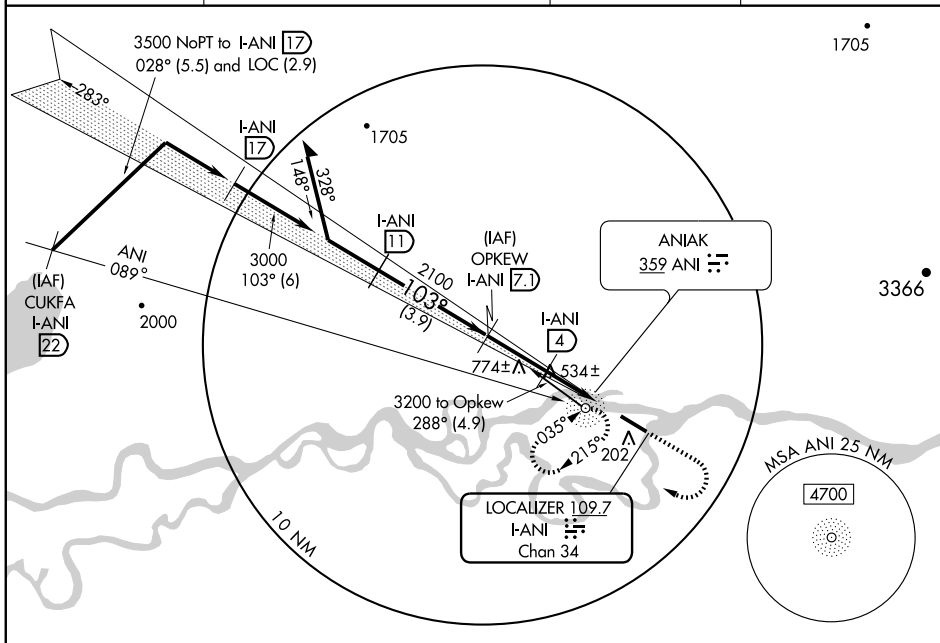 3500 NoPT to I-ANI 17
028° (5.5) and LOC (2.9)
1705
283°
I-ANI
17
1705
328°
148°
I-ANI
11
(IAF)
OPKEW
I-ANI 7.1
ANIAK
359 ANI
3000
103° (6)
2100
103°
(3.9)
ANI
089°
(IAF)
CUKFA
I-ANI
22
2000
3366
I-ANI
4
774±
534±
3200 to Opkew
288° (4.9)
035°
215°
202
MSA ANI 25 NM
4700
LOCALIZER 109.7
I-ANI
Chan 34
10 NM